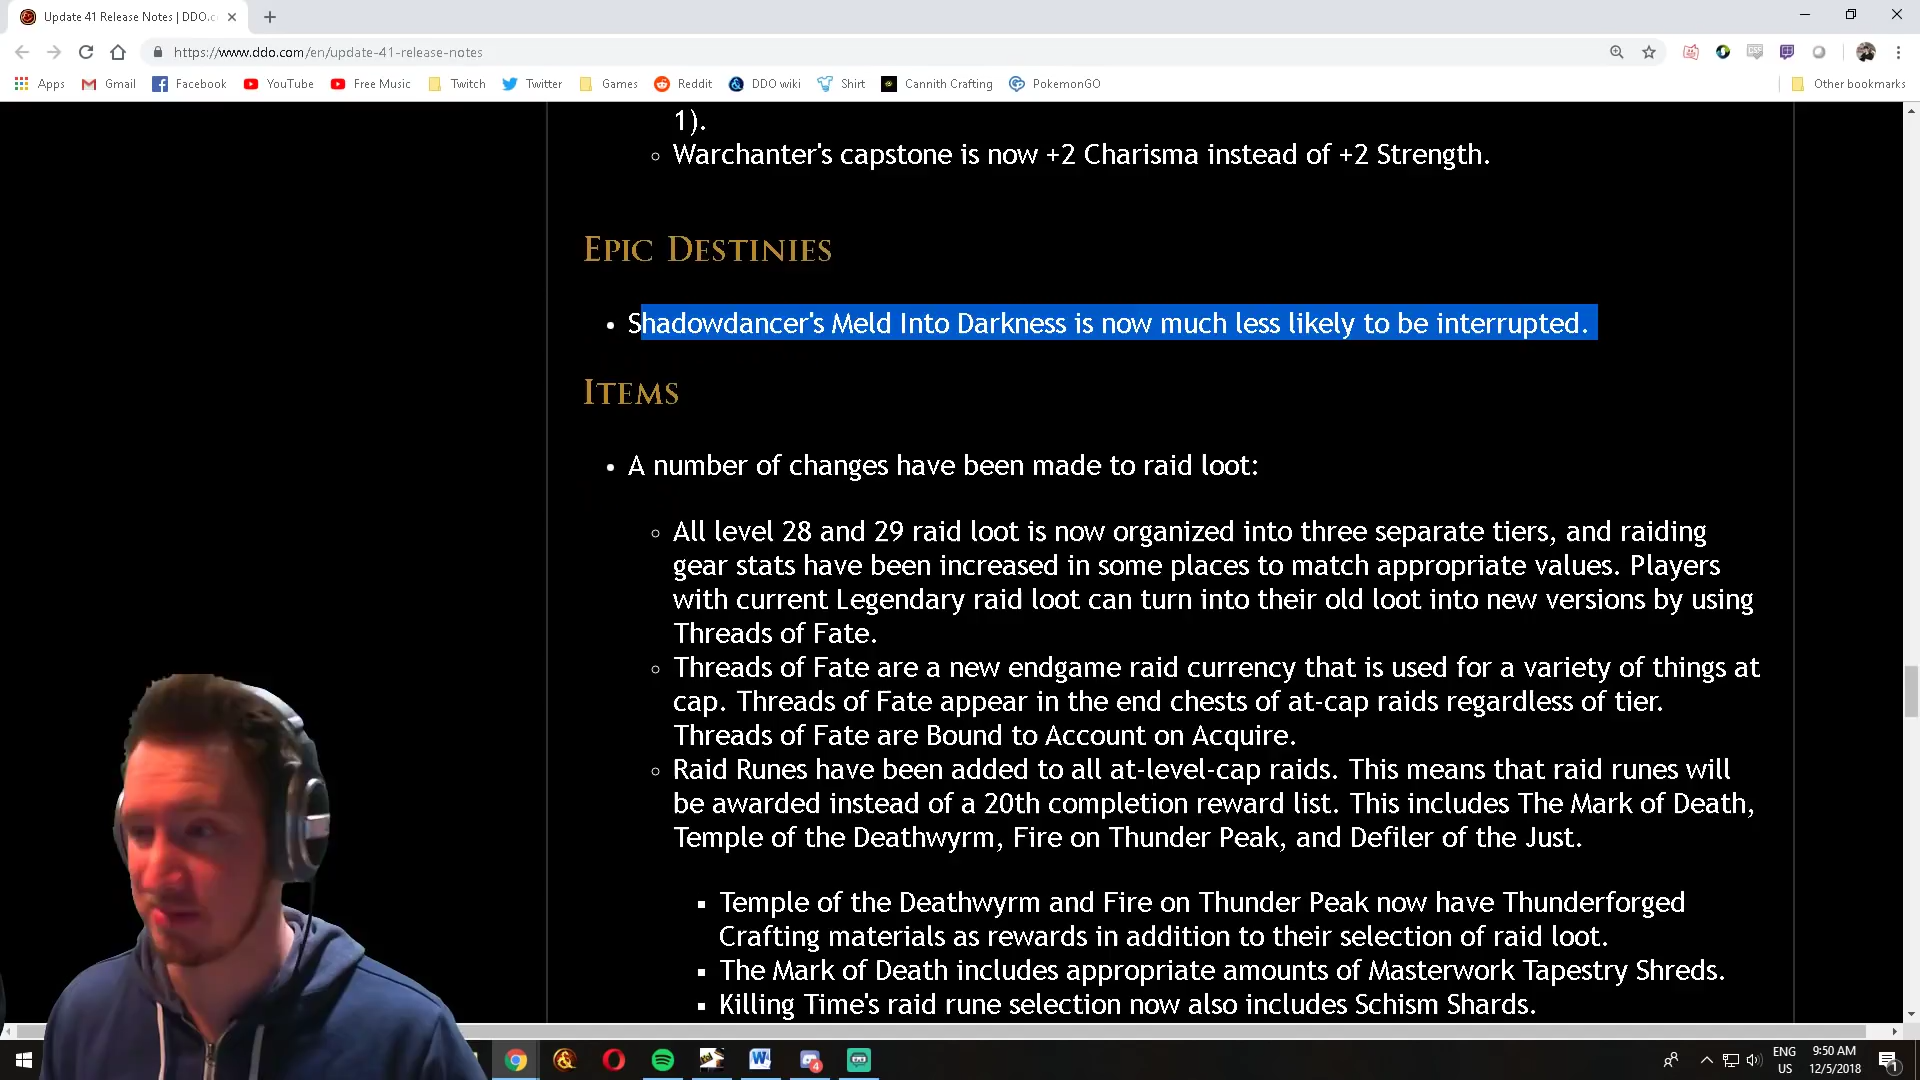 Update 41 Release Notes | DDO.c
https://www.ddo.com/en/update-41-release-notes
Apps Gmail Facebook YouTube Free Music Twitch Twitter Games Reddit DDO wiki Shirt Cannith Crafting PokemonGO Other bookmarks
1).
Warchanter's capstone is now +2 Charisma instead of +2 Strength.
Epic Destinies
Shadowdancer's Meld Into Darkness is now much less likely to be interrupted.
Items
A number of changes have been made to raid loot:
All level 28 and 29 raid loot is now organized into three separate tiers, and raiding
gear stats have been increased in some places to match appropriate values. Players
with current Legendary raid loot can turn into their old loot into new versions by using
Threads of Fate.
Threads of Fate are a new endgame raid currency that is used for a variety of things at
cap. Threads of Fate appear in the end chests of at-cap raids regardless of tier.
Threads of Fate are Bound to Account on Acquire.
Raid Runes have been added to all at-level-cap raids. This means that raid runes will
be awarded instead of a 20th completion reward list. This includes The Mark of Death,
Temple of the Deathwyrm, Fire on Thunder Peak, and Defiler of the Just.
Temple of the Deathwyrm and Fire on Thunder Peak now have Thunderforged
Crafting materials as rewards in addition to their selection of raid loot.
The Mark of Death includes appropriate amounts of Masterwork Tapestry Shreds.
Killing Time's raid rune selection now also includes Schism Shards.
ENG 9:50 AM
US 12/5/2018